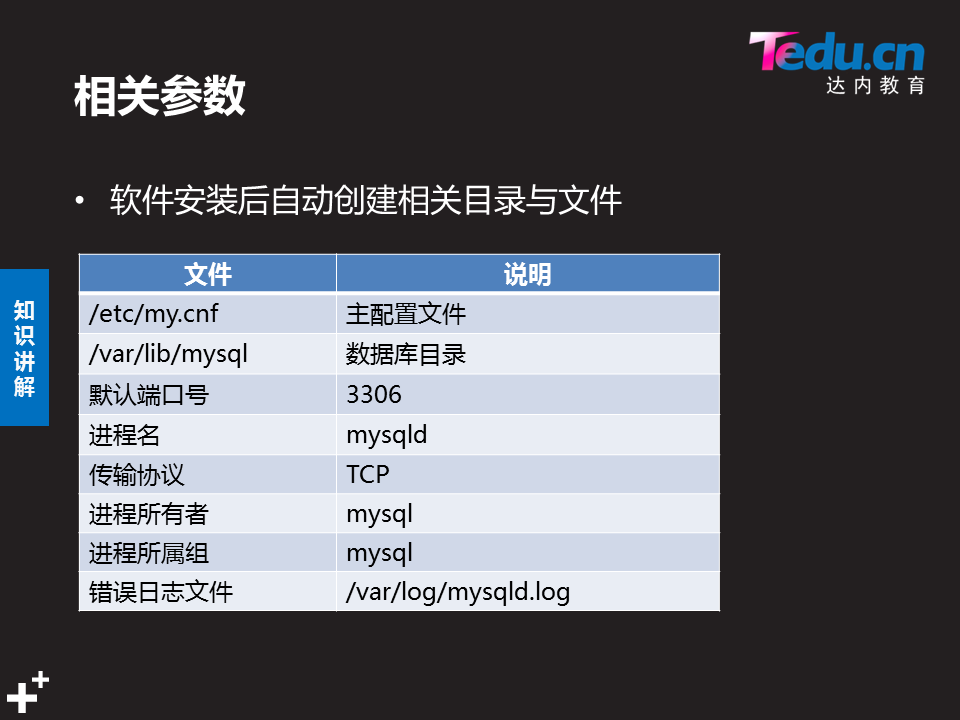 Tedu.cn
达内教育
相关参数
• 软件安装后自动创建相关目录与文件
知识讲解
文件 说明
/etc/my.cnf 主配置文件
/var/lib/mysql 数据库目录
默认端口号 3306
进程名 mysqld
传输协议 TCP
进程所有者 mysql
进程所属组 mysql
错误日志文件 /var/log/mysqld.log